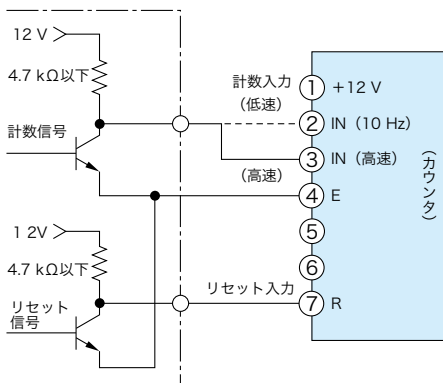 12 V
4.7 kΩ以下
計数信号
1 2V
4.7 kΩ以下
リセット
信号
計数入力
（低速）
（高速）
リセット入力
① +12 V
② IN（10 Hz）
③ IN（高速）
④ E
⑤
⑥
⑦ R
（カウンタ）